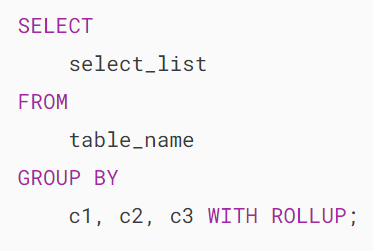 SELECT
    select_list
FROM
    table_name
GROUP BY
    c1, c2, c3 WITH ROLLUP;